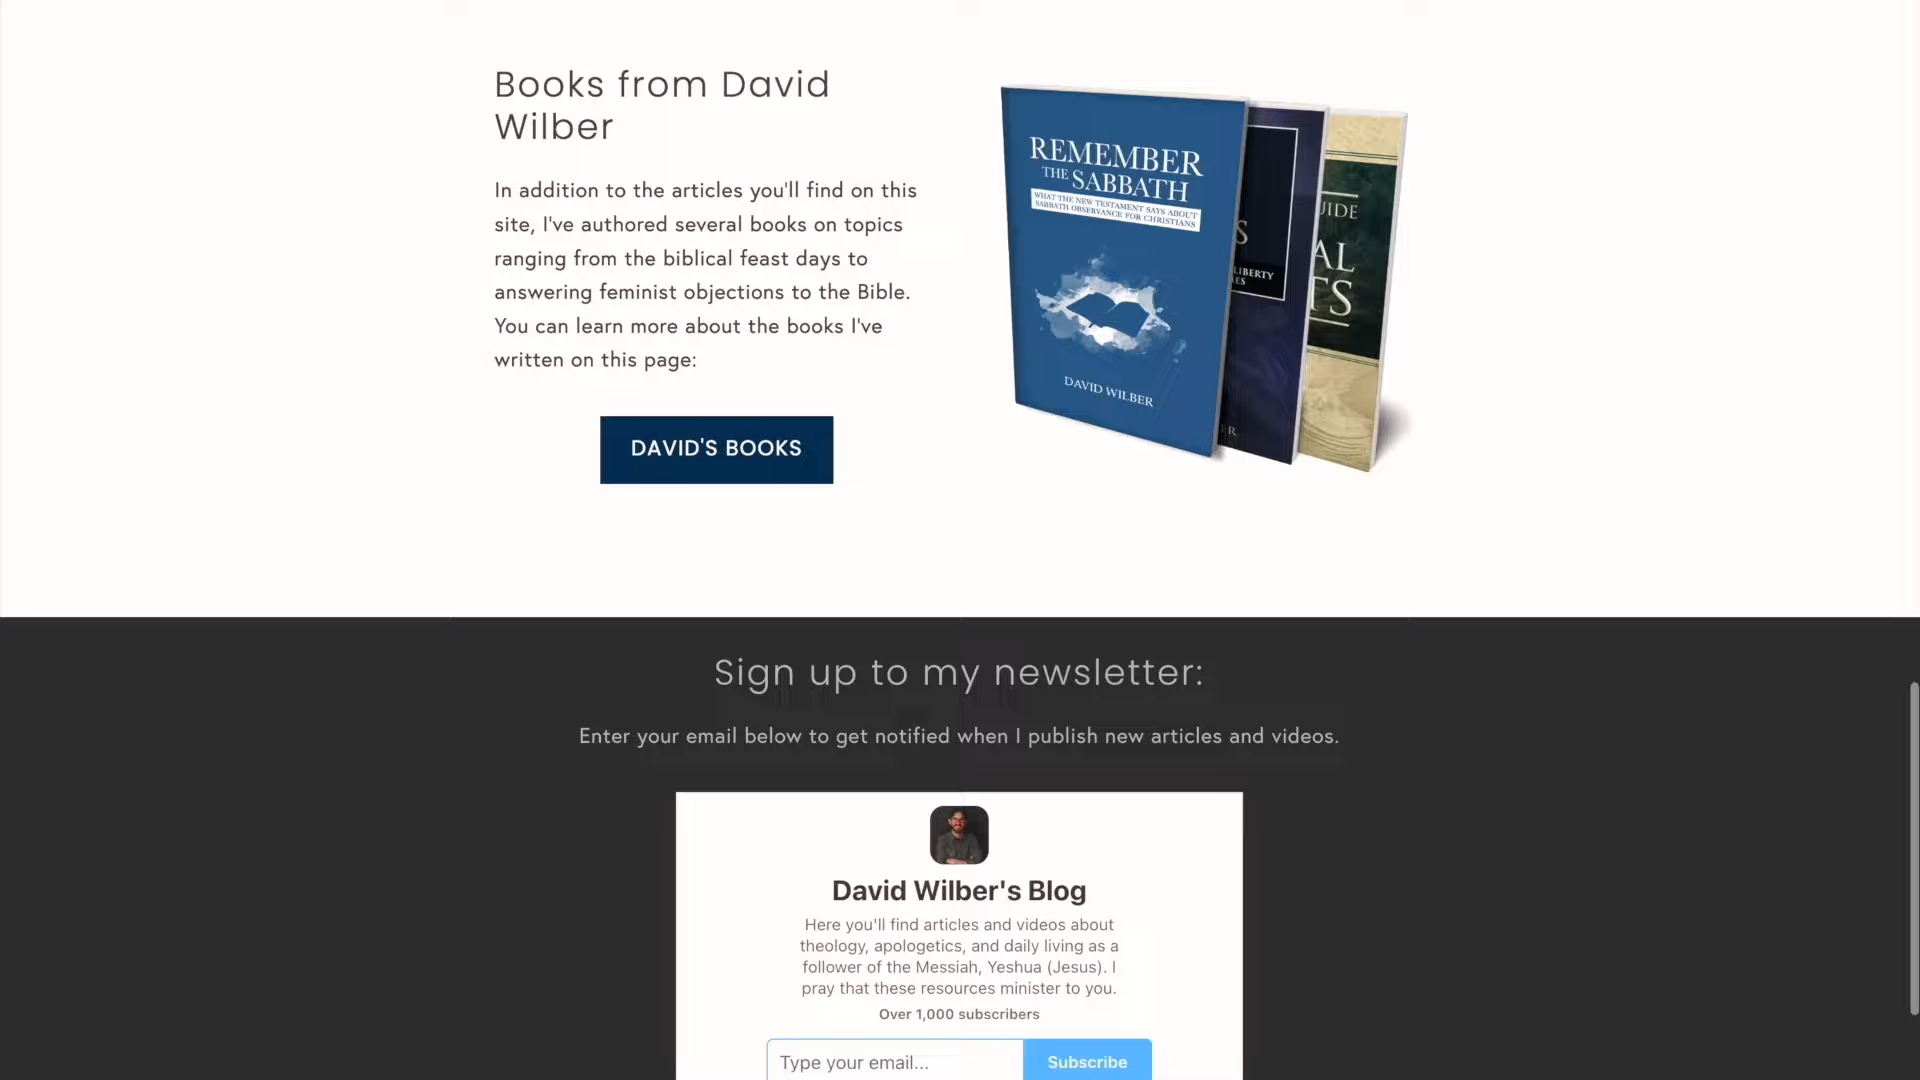 Books from David
Wilber
In addition to the articles you'll find on this
site, I've authored several books on topics
ranging from the biblical feast days to
answering feminist objections to the Bible.
You can learn more about the books I've
written on this page:
DAVID'S BOOKS
REMEMBER
THE SABBATH
WHAT THE NEW TESTAMENT SAYS ABOUT
SABBATH OBSERVANCE FOR CHRISTIANS
DAVID WILBER
LIBERTY
Sign up to my newsletter:
Enter your email below to get notified when I publish new articles and videos.
David Wilber's Blog
Here you'll find articles and videos about
theology, apologetics, and daily living as a
follower of the Messiah, Yeshua (Jesus). I
pray that these resources minister to you.
Over 1,000 subscribers
Type your email...
Subscribe